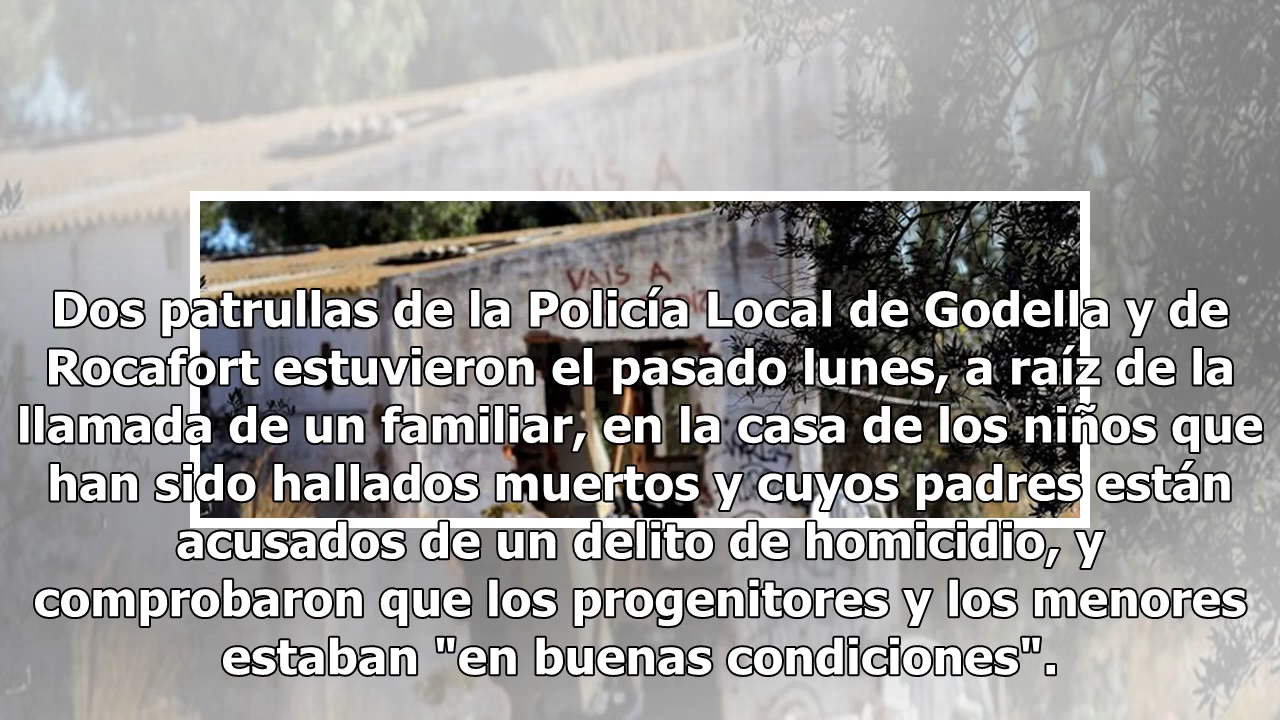 VAIS A
Dos patrullas de la Policía Local de Godella y de
Rocafort estuvieron el pasado lunes, a raíz de la
llamada de un familiar, en la casa de los niños que
han sido hallados muertos y cuyos padres están
acusados de un delito de homicidio, y
comprobaron que los progenitores y los menores
estaban "en buenas condiciones".